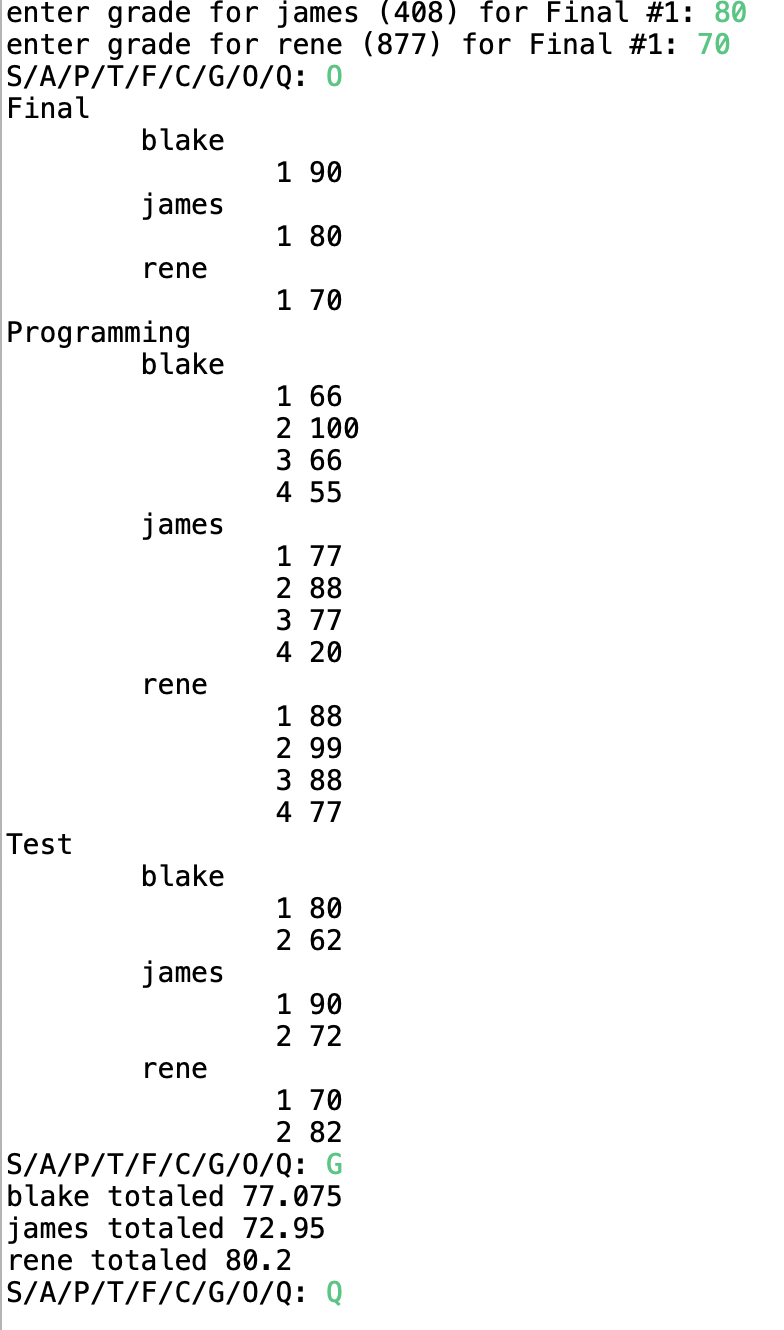 enter grade for james (408) for Final #1: 80
enter grade for rene (877) for Final #1: 70
S/A/P/T/F/C/G/O/Q: O
Final
blake
1 90
james
1 80
rene
1 70
Programming
blake
1 66
2 100
3 66
4 55
james
1 77
2 88
3 77
4 20
rene
1 88
2 99
3 88
4 77
Test
blake
1 80
2 62
james
1 90
2 72
rene
1 70
2 82
S/A/P/T/F/C/G/O/Q: G
blake totaled 77.075
james totaled 72.95
rene totaled 80.2
S/A/P/T/F/C/G/O/Q: Q